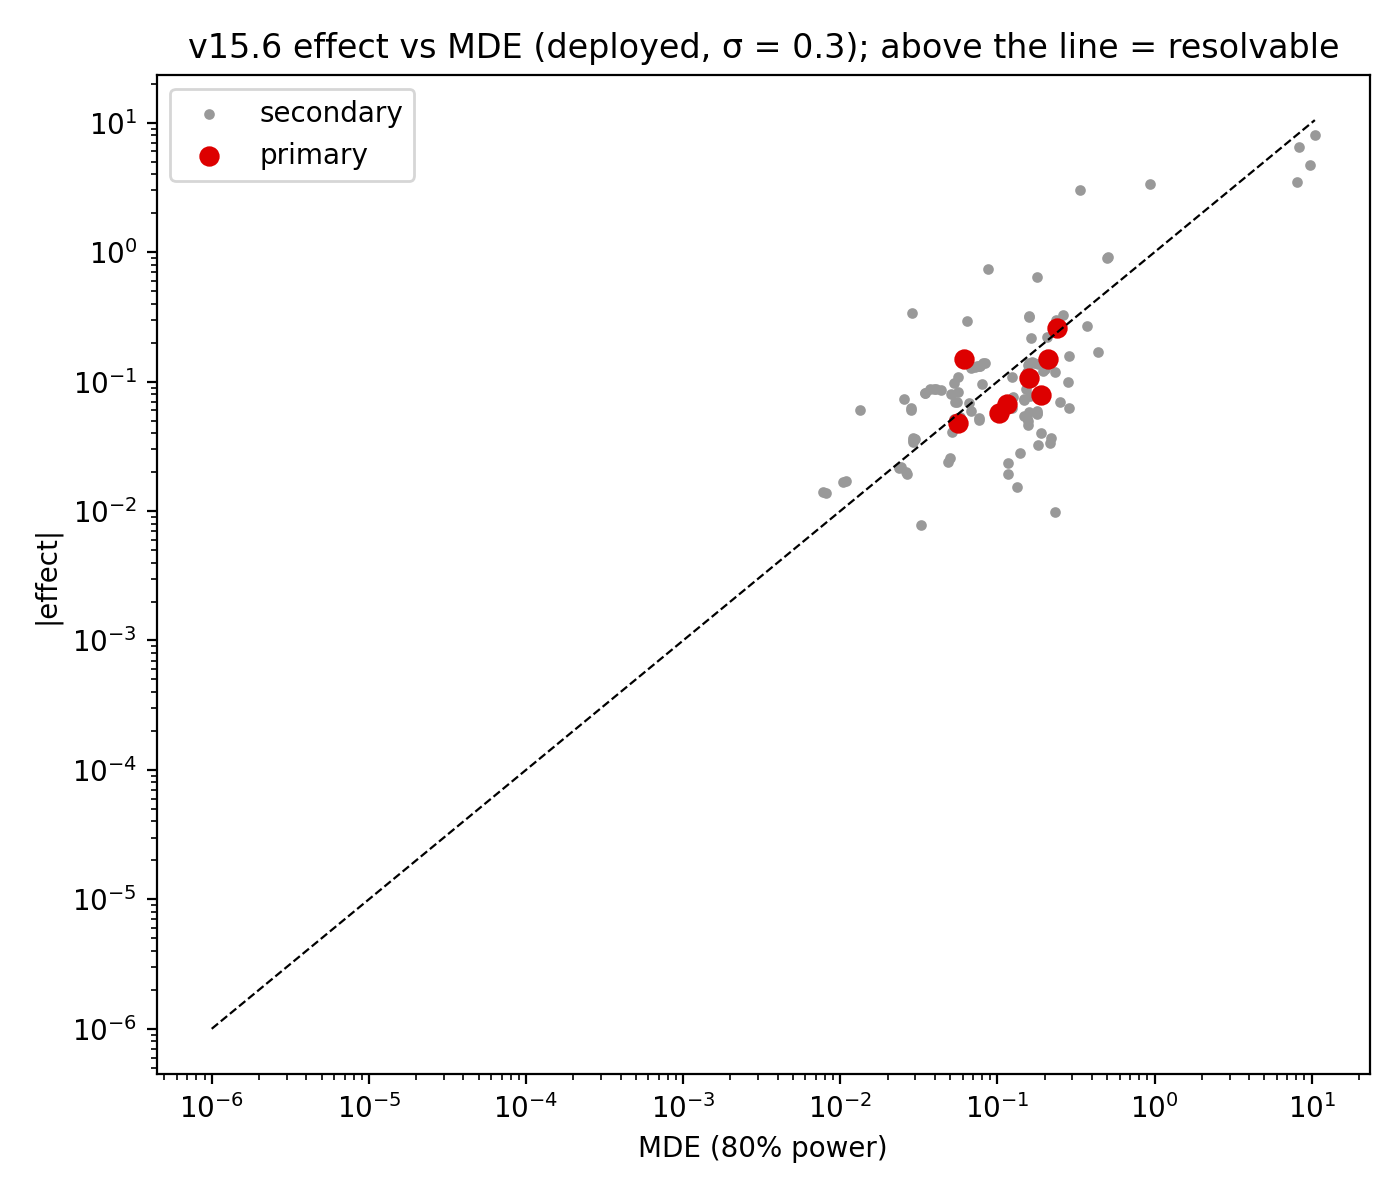 v15.6 effect vs MDE (deployed, σ = 0.3); above the line = resolvable
secondary
primary
10¹
10⁰
10⁻¹
10⁻²
10⁻³
10⁻⁴
10⁻⁵
10⁻⁶
|effect|
10⁻⁶ 10⁻⁵ 10⁻⁴ 10⁻³ 10⁻² 10⁻¹ 10⁰ 10¹
MDE (80% power)